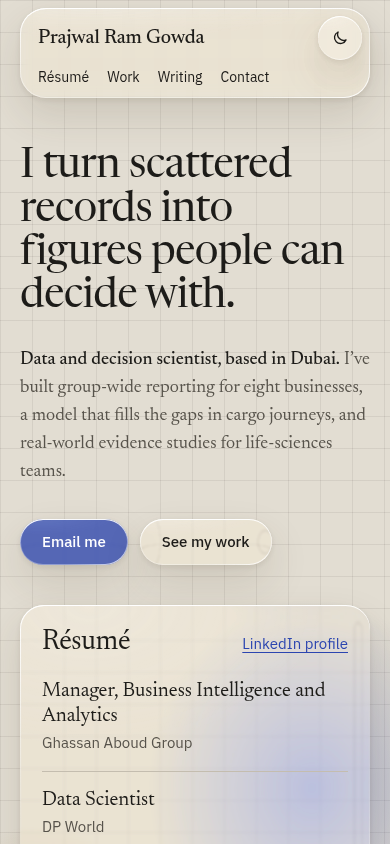 Prajwal Ram Gowda
Résumé Work Writing Contact
I turn scattered
records into
figures people can
decide with.
Data and decision scientist, based in Dubai. I’ve
built group-wide reporting for eight businesses,
a model that fills the gaps in cargo journeys, and
real-world evidence studies for life-sciences
teams.
Email me See my work
Résumé LinkedIn profile
Manager, Business Intelligence and
Analytics
Ghassan Aboud Group
Data Scientist
DP World